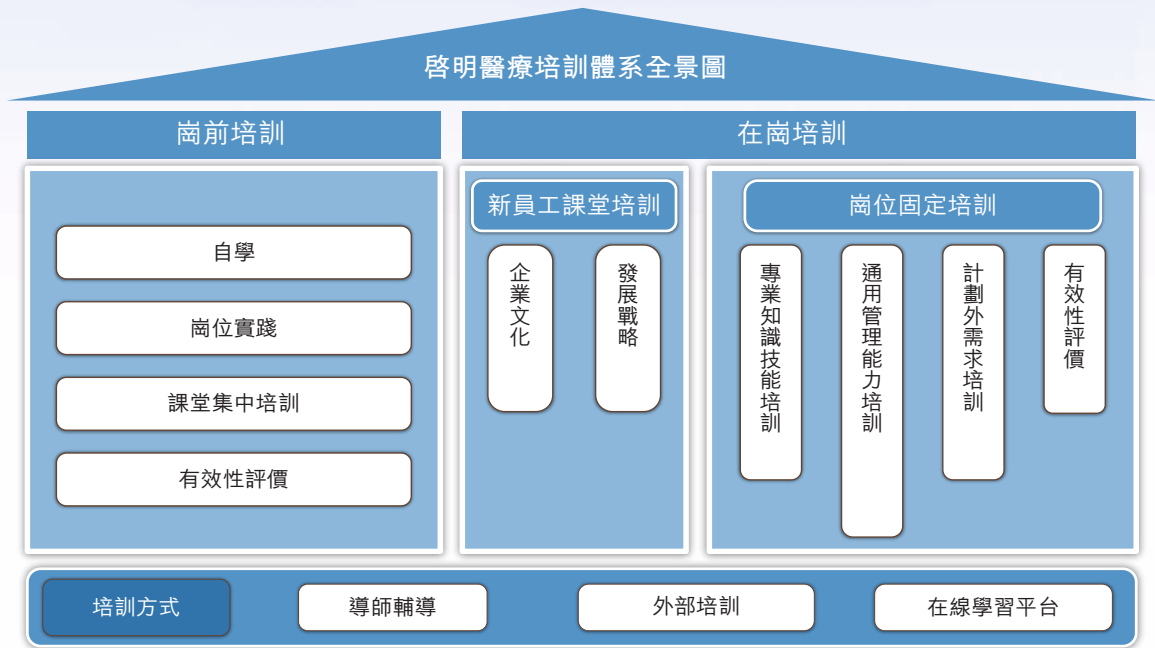 啓明醫療培訓體系全景圖
崗前培訓
在崗培訓
自學
崗位實踐
課堂集中培訓
有效性評價
新員工課堂培訓
企業文化
發展戰略
崗位固定培訓
專業知識技能培訓
通用管理能力培訓
計劃外需求培訓
有效性評價
培訓方式
導師輔導
外部培訓
在線學習平台